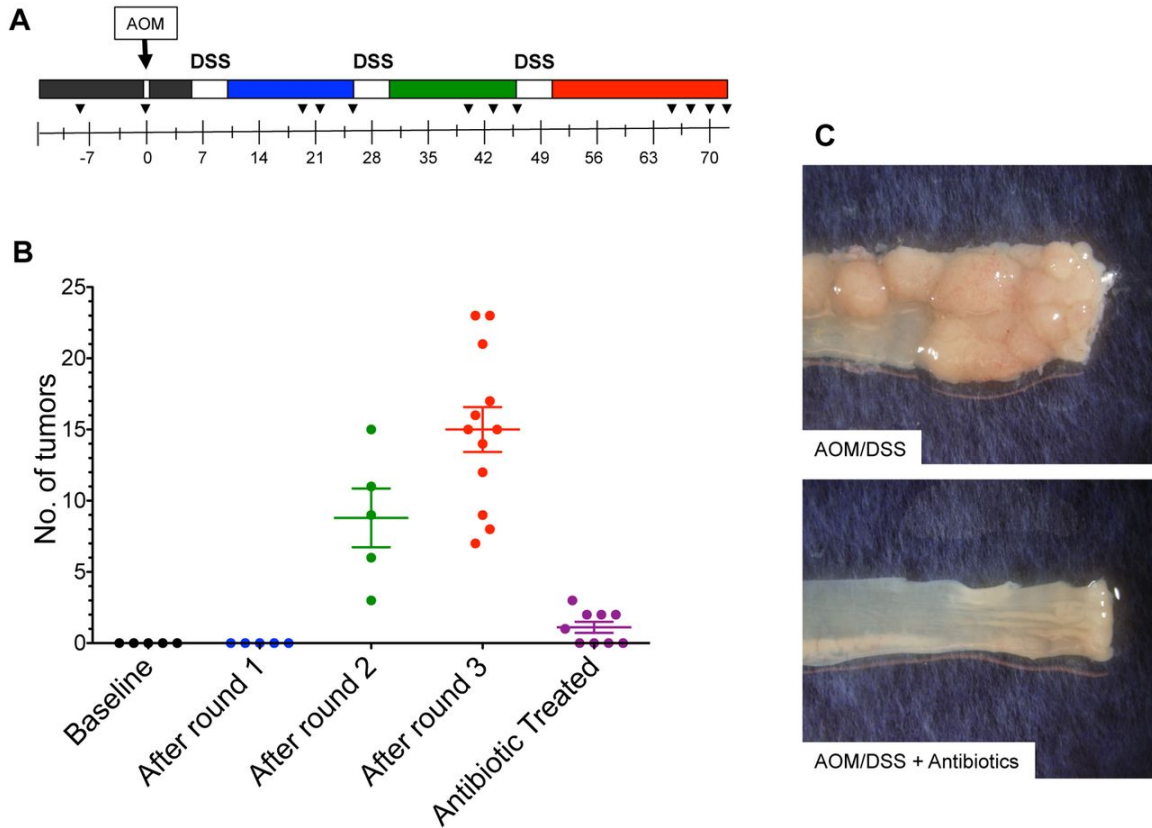 A
AOM
DSS DSS DSS
-7 0 7 14 21 28 35 42 49 56 63 70
B
No. of tumors
25
20
15
10
5
0
Baseline
After round 1
After round 2
After round 3
Antibiotic Treated
C
AOM/DSS
AOM/DSS + Antibiotics